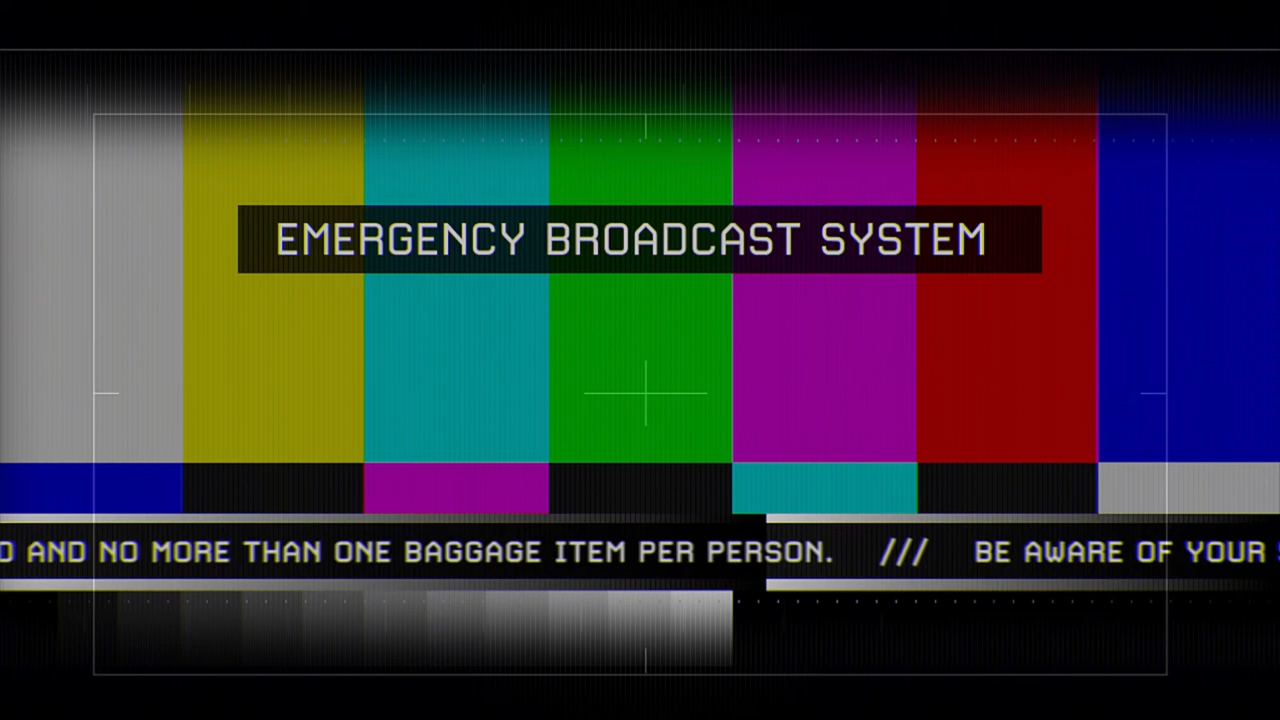 EMERGENCY BROADCAST SYSTEM
AND NO MORE THAN ONE BAGGAGE ITEM PER PERSON. /// BE AWARE OF YOUR